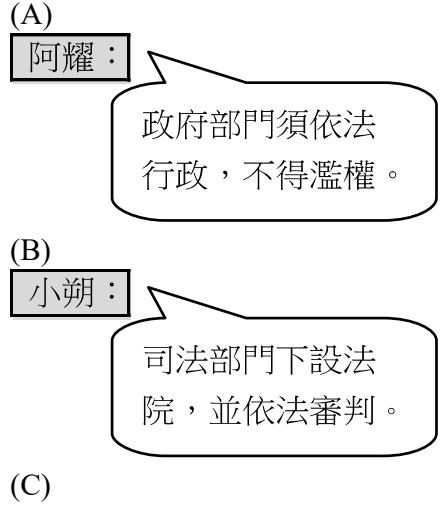 (A)
阿耀：
政府部門須依法
行政，不得濫權。
(B)
小朔：
司法部門下設法
院，並依法審判。
(C)